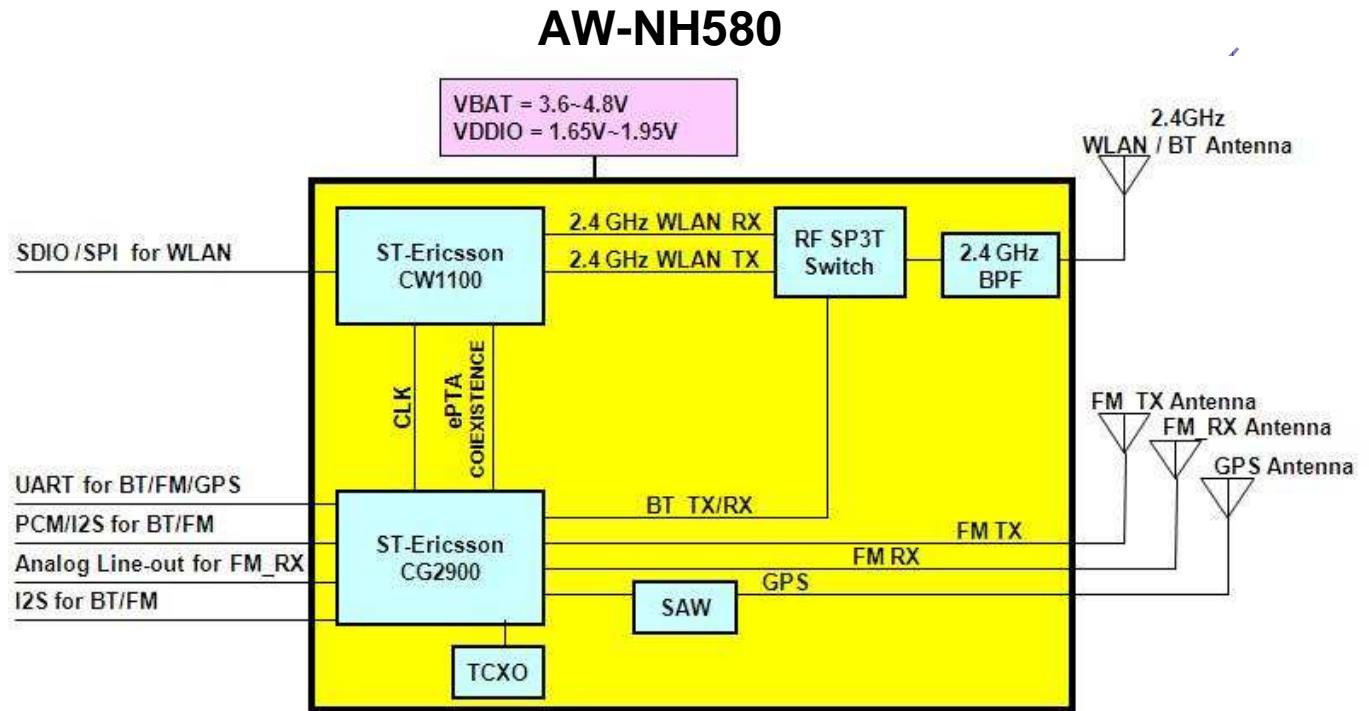 AW-NH580
VBAT = 3.6~4.8V
VDDIO = 1.65V~1.95V
2.4GHz
WLAN / BT Antenna
SDIO /SPI for WLAN
ST-Ericsson
CW1100
2.4 GHz WLAN RX
2.4 GHz WLAN TX
RF SP3T
Switch
2.4 GHz
BPF
CLK
ePTA
COIEXISTENCE
FM_TX Antenna
FM_RX Antenna
GPS Antenna
UART for BT/FM/GPS
PCM/I2S for BT/FM
Analog Line-out for FM_RX
I2S for BT/FM
ST-Ericsson
CG2900
BT TX/RX
FM TX
FM RX
GPS
SAW
TCXO